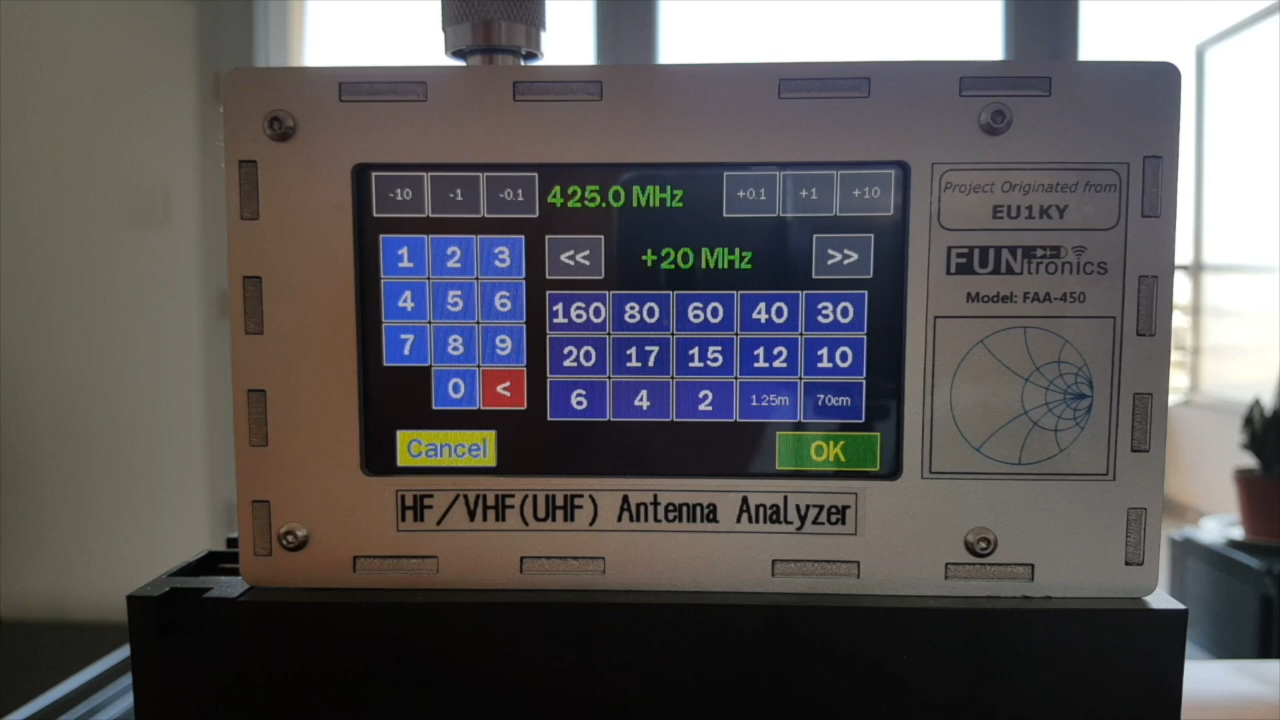 -10 -1 -0.1 425.0 MHz +0.1 +1 +10
1 2 3 << +20 MHz >>
4 5 6 160 80 60 40 30
7 8 9 20 17 15 12 10
0 < 6 4 2 1.25m 70cm
Cancel OK
HF/VHF(UHF) Antenna Analyzer
Project Originated from
EU1KY
FUNtronics
Model: FAA-450